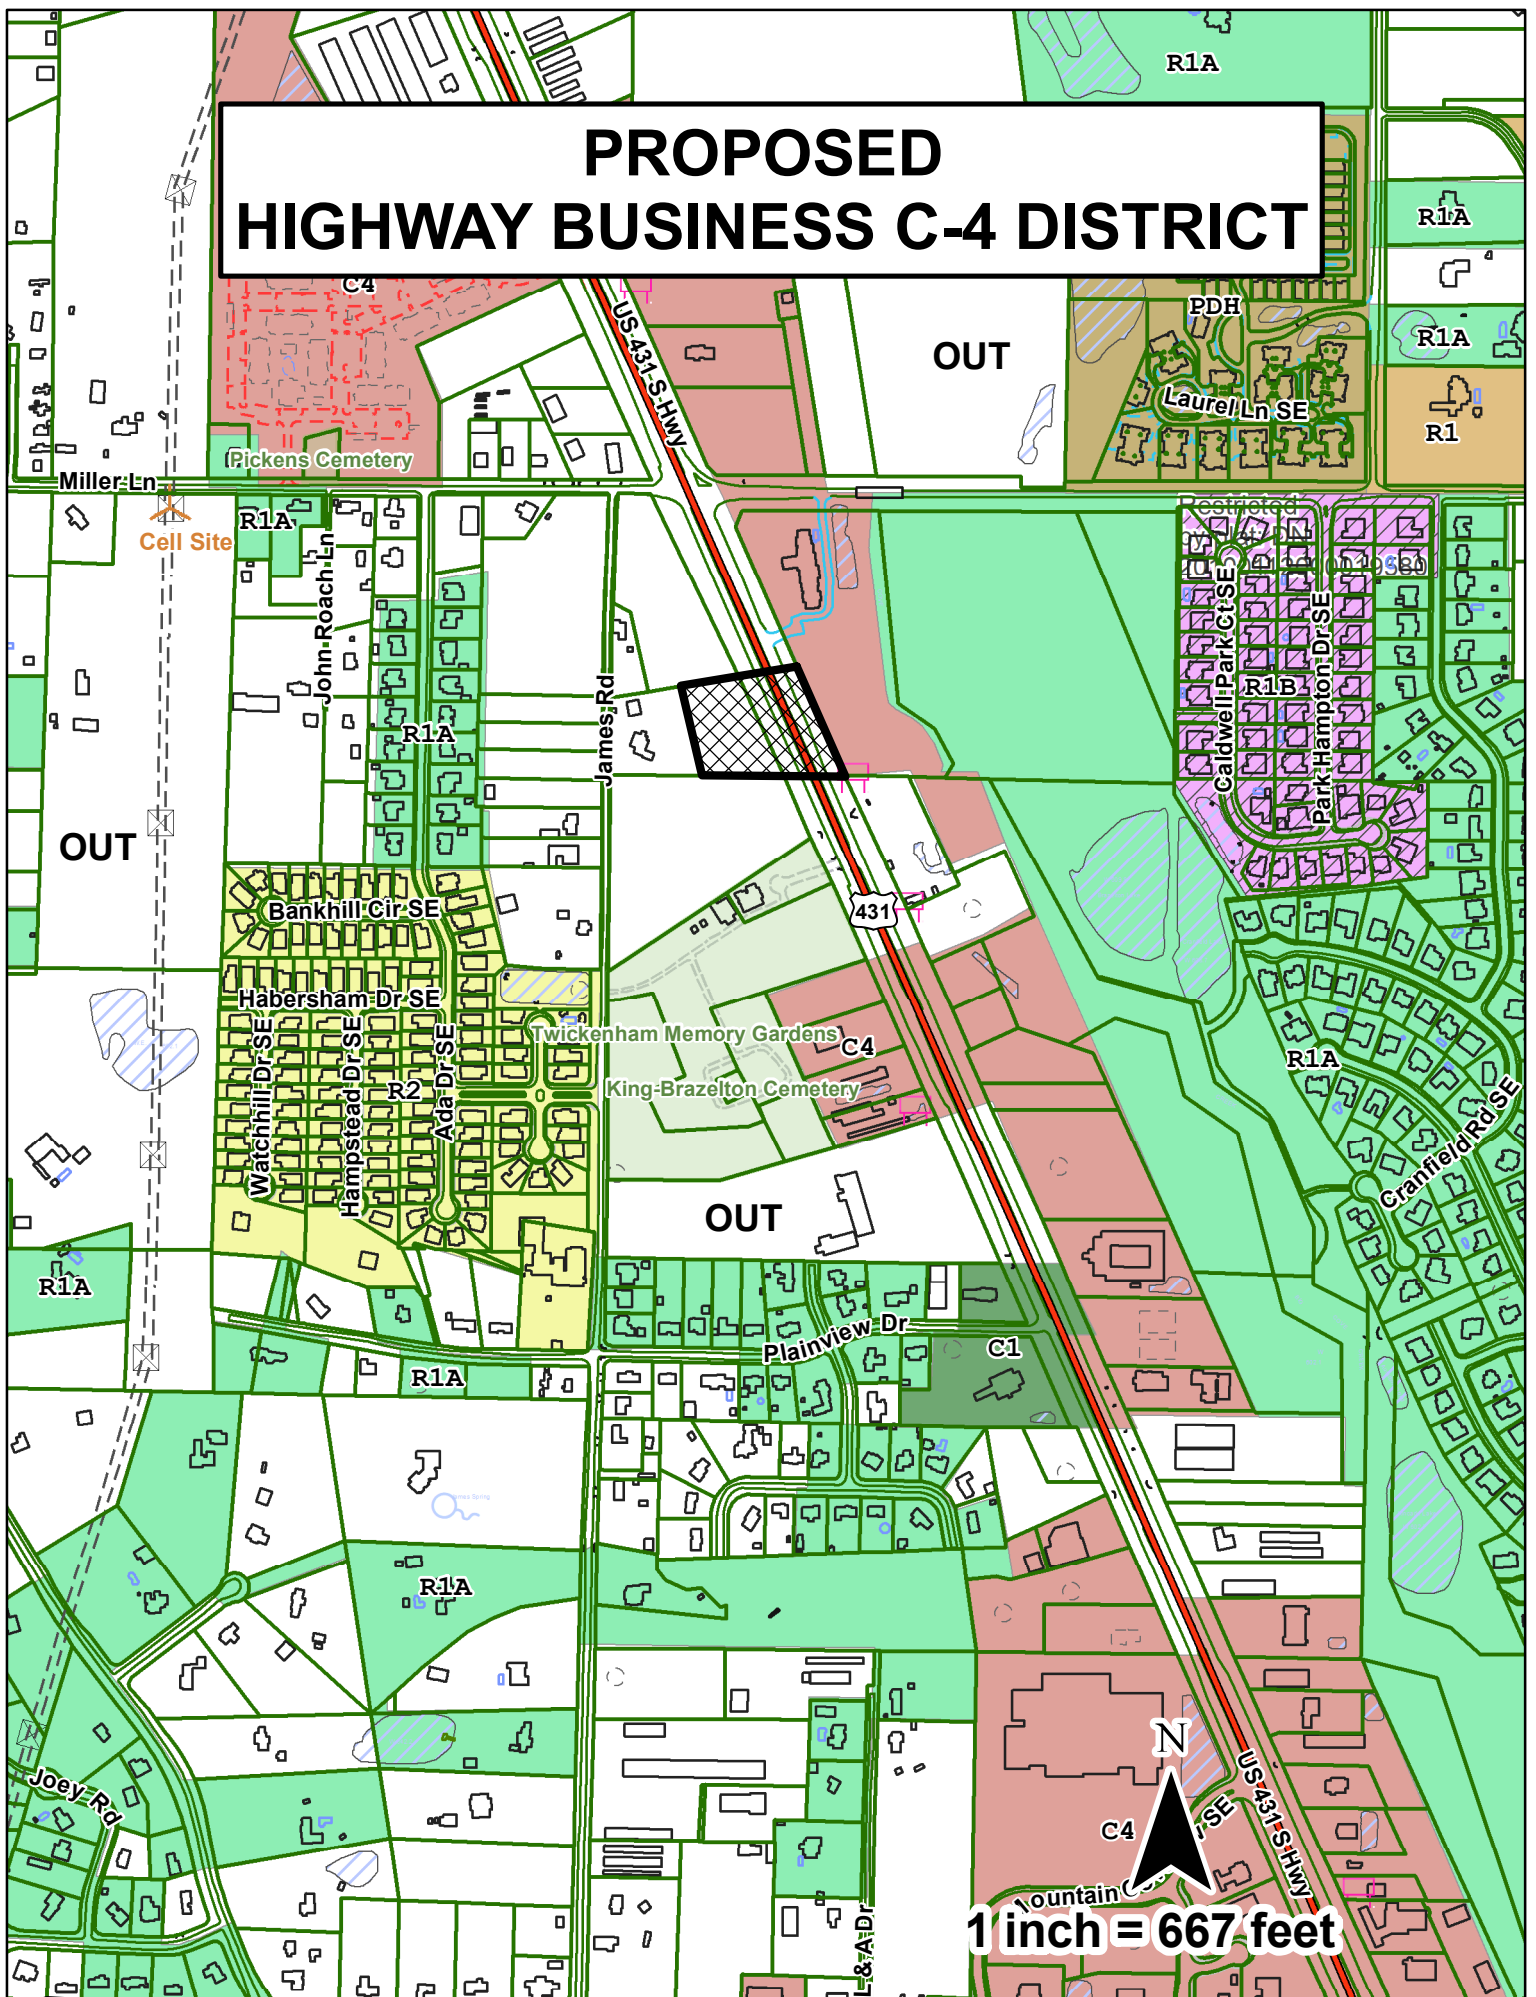 R1A
PROPOSED
HIGHWAY BUSINESS C-4 DISTRICT
R1A
C4
PDH
US 431 S Hwy
OUT
R1A
Laurel Ln SE
R1
Pickens Cemetery
Miller Ln
Restricted
R1A
Cell Site
John Roach Ln
Caldwell Park Ct SE
Park Hampton Dr SE
R1B
James Rd
R1A
OUT
Bankhill Cir SE
431
Habersham Dr SE
Twickenham Memory Gardens
C4
R1A
King-Brazelton Cemetery
R2
Watchhill Dr SE
Hampstead Dr SE
Ada Dr SE
Cranfield Rd SE
OUT
R1A
Plainview Dr
C1
R1A
R1A
N
US 431 S Hwy
Joey Rd
C4
SE
1 inch = 667 feet
L & A Dr